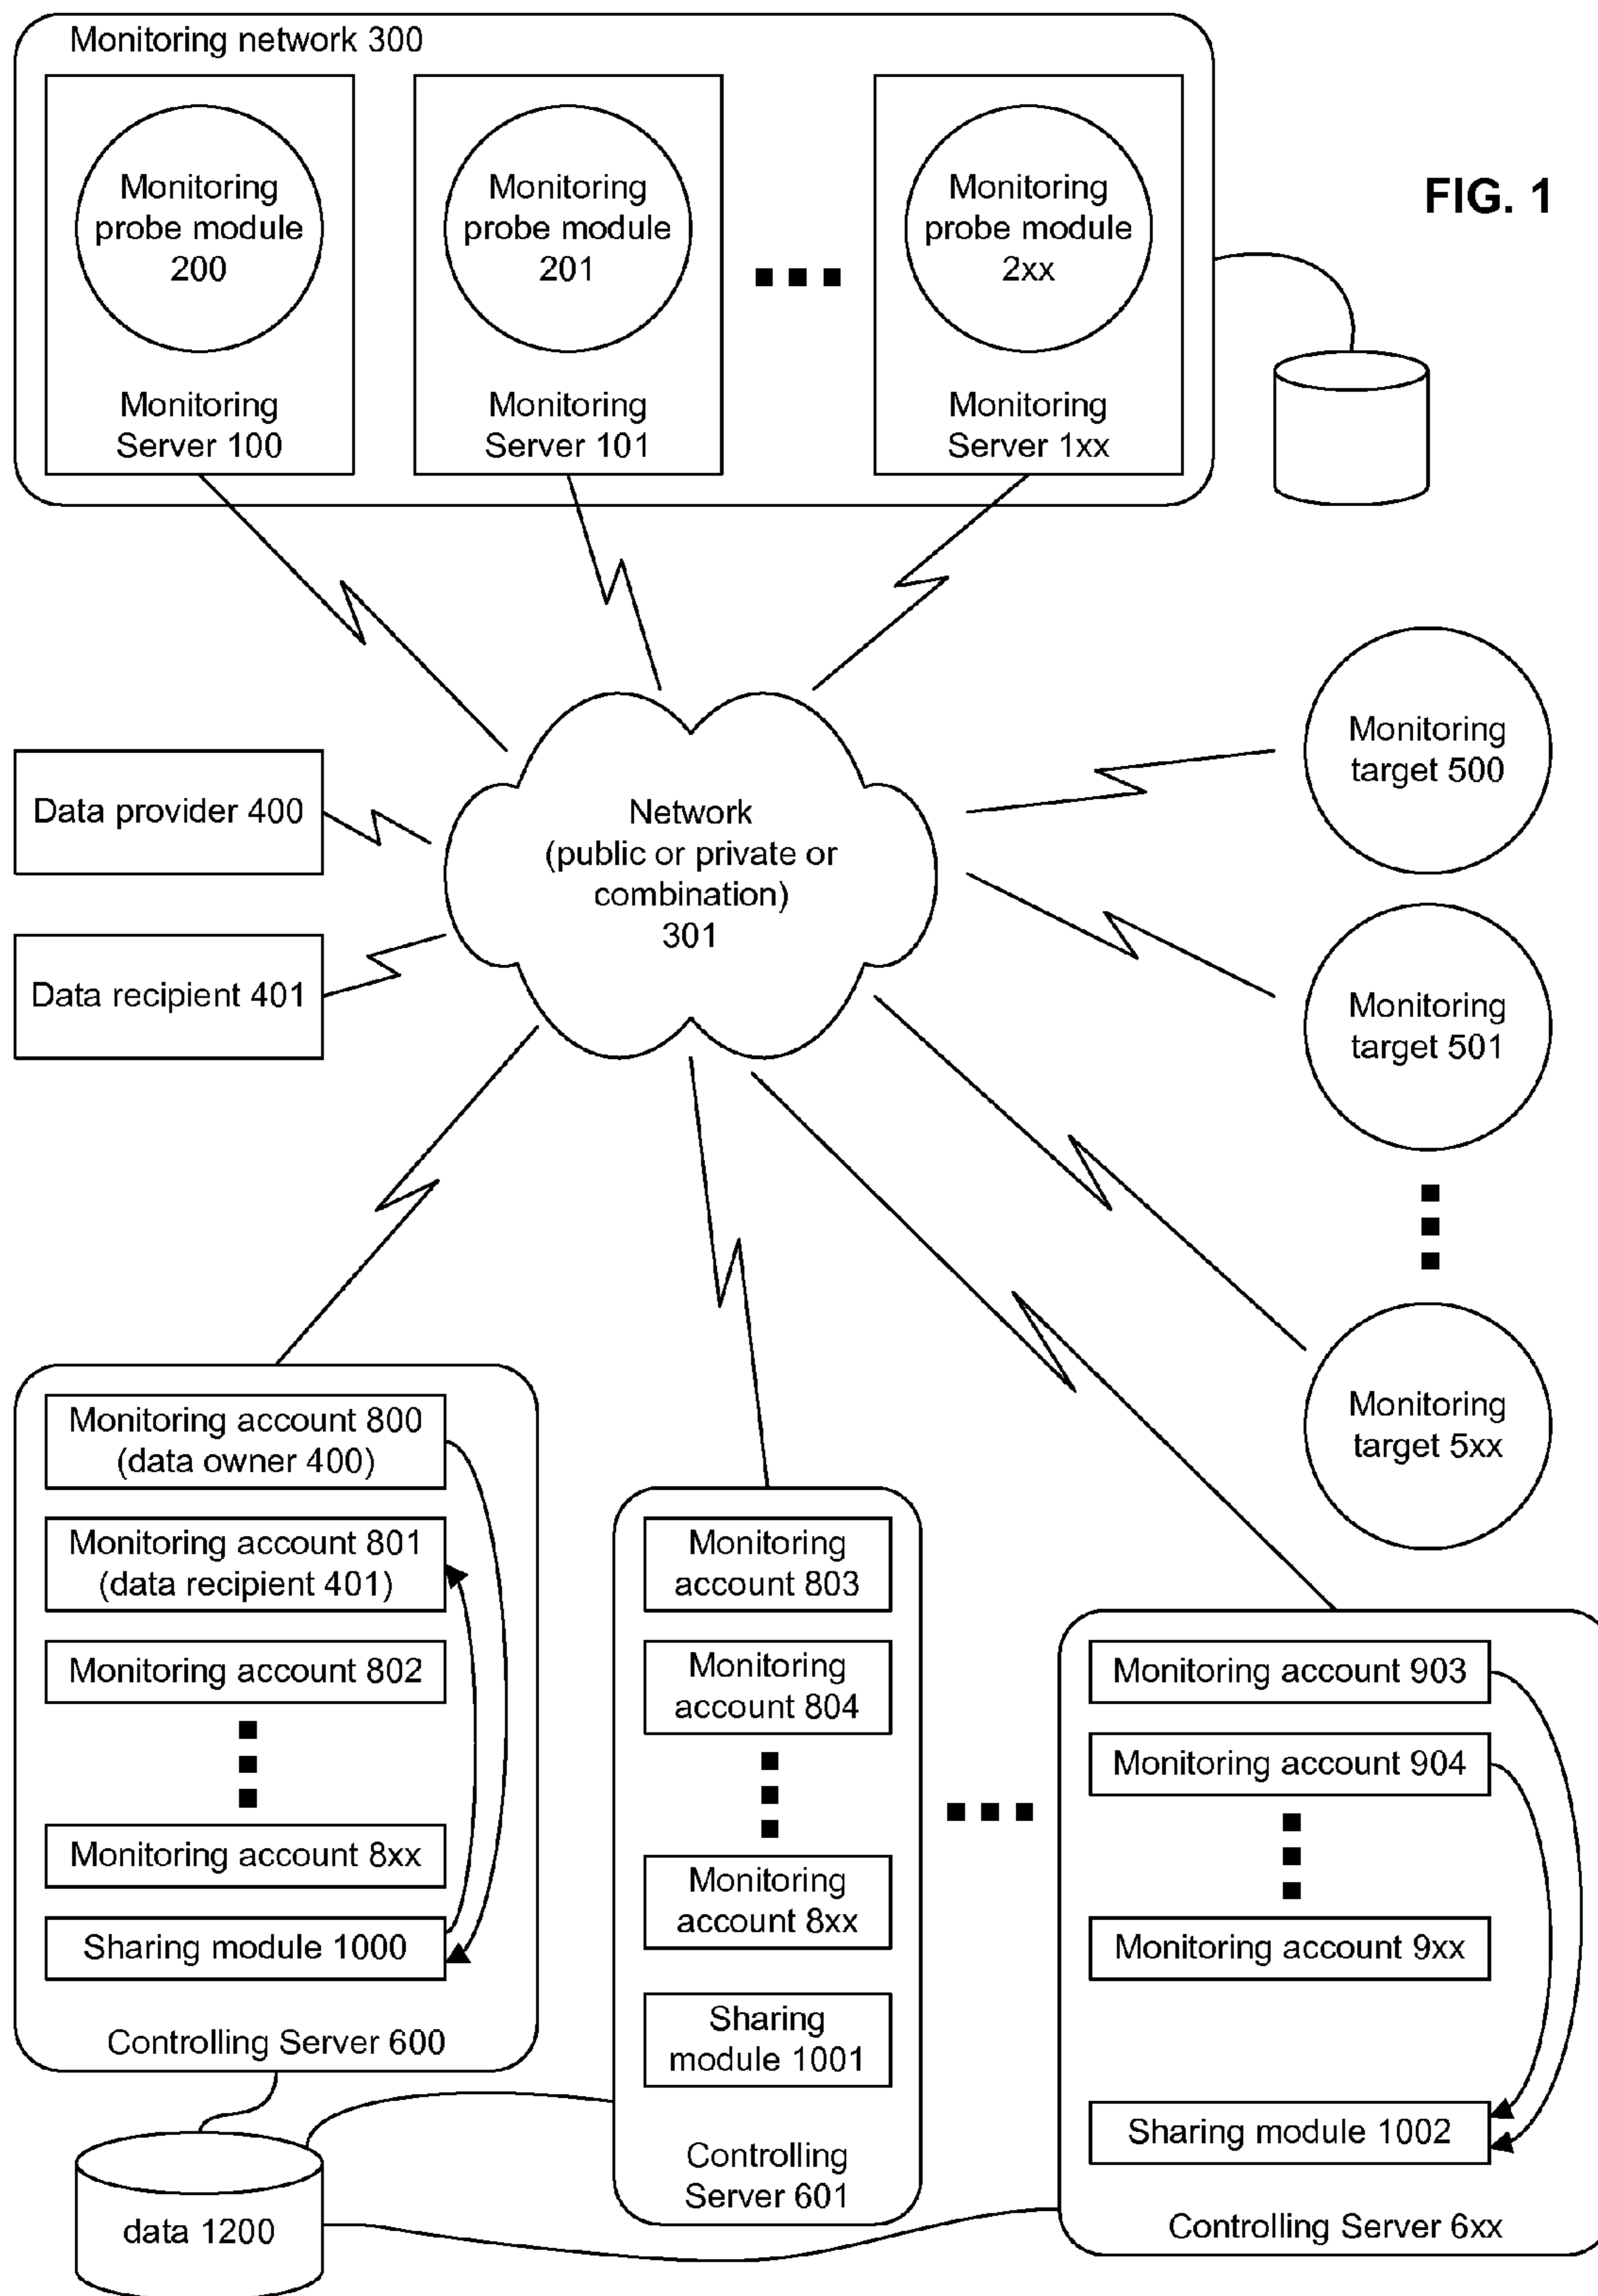 Monitoring network 300
Monitoring
probe module
200
Monitoring
Server 100
Monitoring
probe module
201
Monitoring
Server 101
Monitoring
probe module
2xx
Monitoring
Server 1xx
FIG. 1
Data provider 400
Data recipient 401
Network
(public or private or
combination)
301
Monitoring
target 500
Monitoring
target 501
Monitoring
target 5xx
Monitoring account 800
(data owner 400)
Monitoring account 801
(data recipient 401)
Monitoring account 802
Monitoring account 8xx
Sharing module 1000
Controlling Server 600
Monitoring
account 803
Monitoring
account 804
Monitoring
account 8xx
Sharing
module 1001
Controlling
Server 601
Monitoring account 903
Monitoring account 904
Monitoring account 9xx
Sharing module 1002
Controlling Server 6xx
data 1200